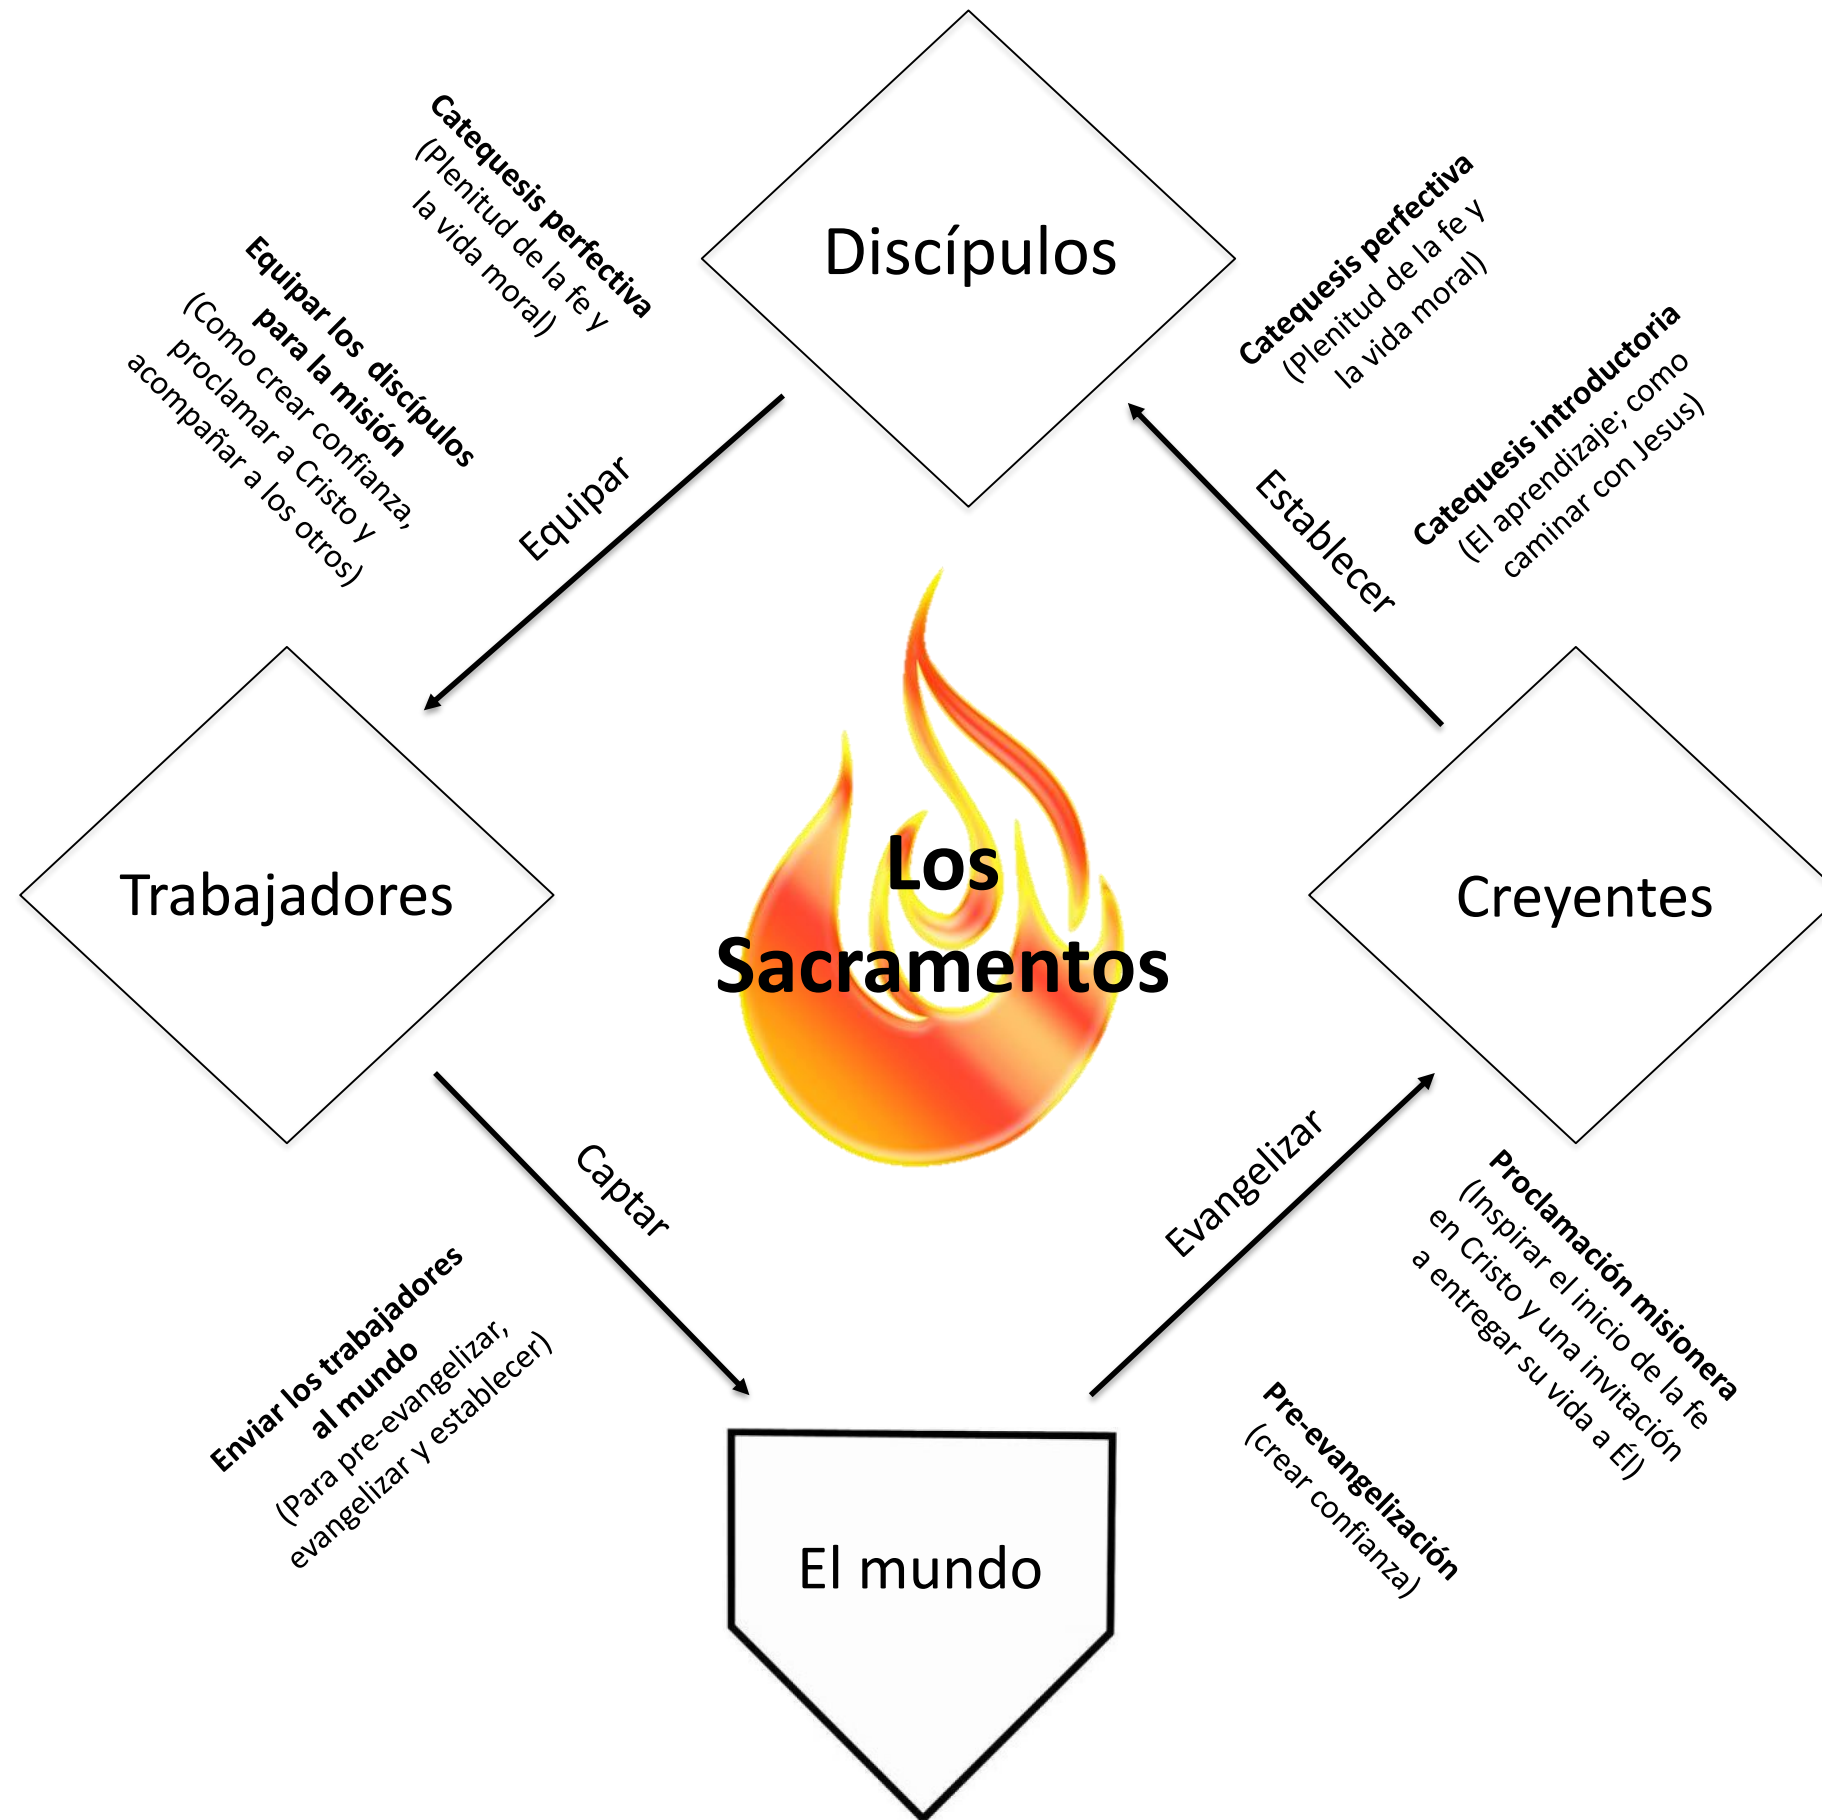 Discípulos
Catequesis perfectiva
(Plenitud de la fe y
la vida moral)
Equipar los discípulos
para la misión
(Como crear confianza,
proclamar a Cristo y
acompañar a los otros)
Equipar
Catequesis perfectiva
(Plenitud de la fe y
la vida moral)
Catequesis introductoria
(El aprendizaje; como
caminar con Jesus)
Establecer
Trabajadores
Los
Sacramentos
Creyentes
Captar
Enviar los trabajadores
al mundo
(Para pre-evangelizar,
evangelizar y establecer)
Evangelizar
Proclamación misionera
(Inspirar el inicio de la fe
en Cristo y una invitación
a entregar su vida a Él)
Pre-evangelización
(crear confianza)
El mundo